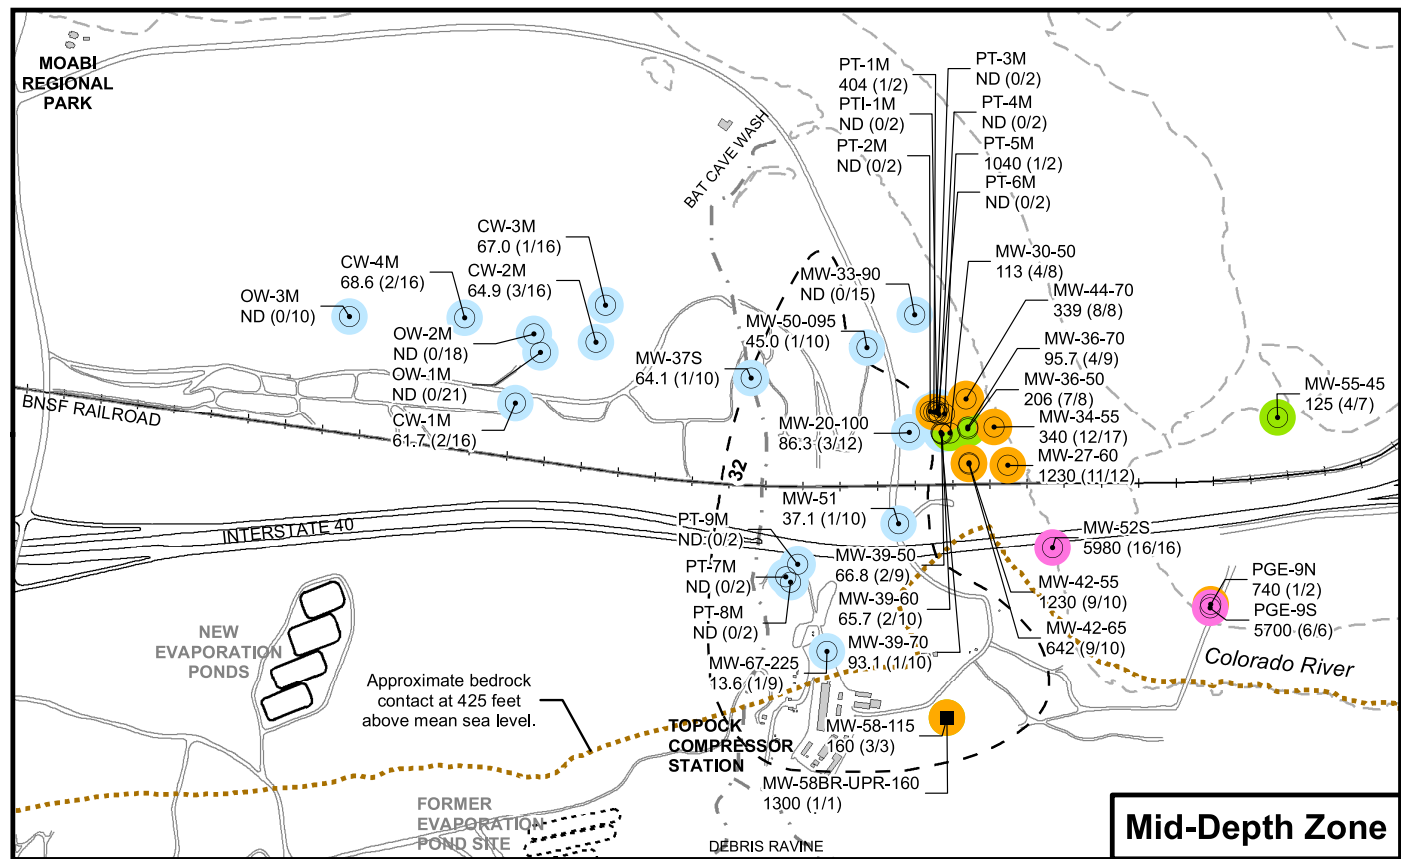 MOABI
REGIONAL
PARK
BAT CAVE WASH
PT-1M
404 (1/2)
PTI-1M
ND (0/2)
PT-2M
ND (0/2)
PT-3M
ND (0/2)
PT-4M
ND (0/2)
PT-5M
1040 (1/2)
PT-6M
ND (0/2)
CW-3M
67.0 (1/16)
CW-4M
68.6 (2/16)
CW-2M
64.9 (3/16)
OW-3M
ND (0/10)
OW-2M
ND (0/18)
OW-1M
ND (0/21)
CW-1M
61.7 (2/16)
MW-37S
64.1 (1/10)
MW-33-90
ND (0/15)
MW-50-095
45.0 (1/10)
MW-20-100
86.3 (3/12)
MW-30-50
113 (4/8)
MW-44-70
339 (8/8)
MW-36-70
95.7 (4/9)
MW-36-50
206 (7/8)
MW-34-55
340 (12/17)
MW-27-60
1230 (11/12)
MW-55-45
125 (4/7)
BNSF RAILROAD
32
INTERSTATE 40
MW-51
37.1 (1/10)
PT-9M
ND (0/2)
PT-7M
ND (0/2)
PT-8M
ND (0/2)
MW-39-50
66.8 (2/9)
MW-39-60
65.7 (2/10)
MW-39-70
93.1 (1/10)
MW-67-225
13.6 (1/9)
MW-52S
5980 (16/16)
MW-42-55
1230 (9/10)
MW-42-65
642 (9/10)
PGE-9N
740 (1/2)
PGE-9S
5700 (6/6)
Colorado River
NEW
EVAPORATION
PONDS
Approximate bedrock
contact at 425 feet
above mean sea level.
TOPOCK
COMPRESSOR
STATION
MW-58-115
160 (3/3)
MW-58BR-UPR-160
1300 (1/1)
FORMER
EVAPORATION
POND SITE
DEBRIS RAVINE
Mid-Depth Zone